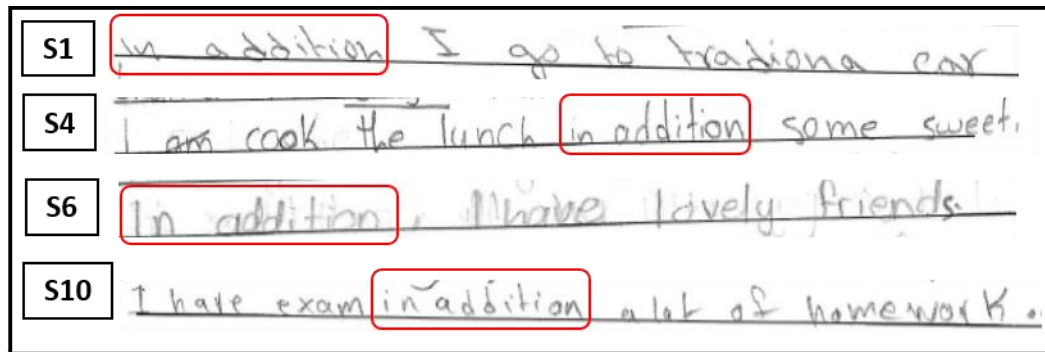 S1 in addition I go to tradiona car
S4 I am cook the lunch in addition some sweet.
S6 In addition, I have lovely friends.
S10 I have exam in addition a lot of homework.